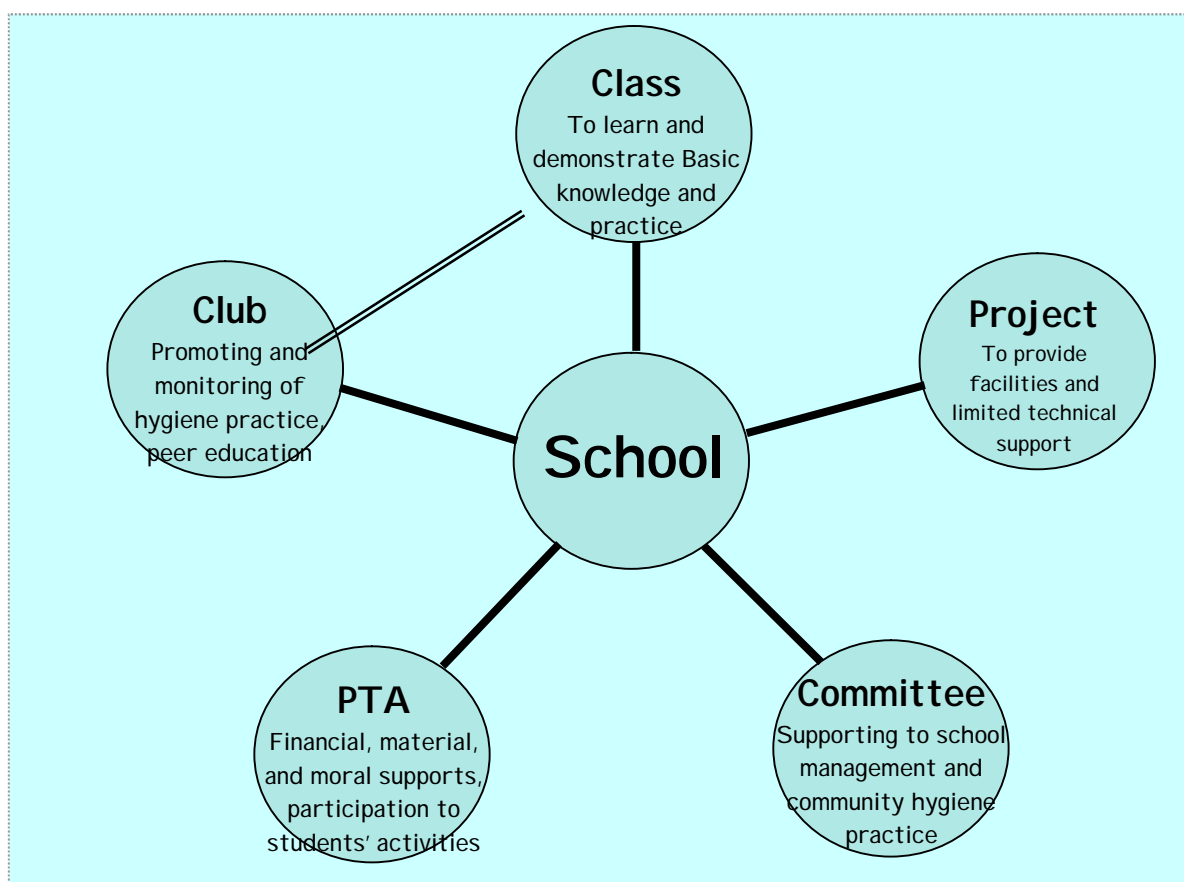 Class
To learn and
demonstrate Basic
knowledge and
practice
Club
Promoting and
monitoring of
hygiene practice,
peer education
Project
To provide
facilities and
limited technical
support
School
PTA
Financial, material,
and moral supports,
participation to
students' activities
Committee
Supporting to school
management and
community hygiene
practice